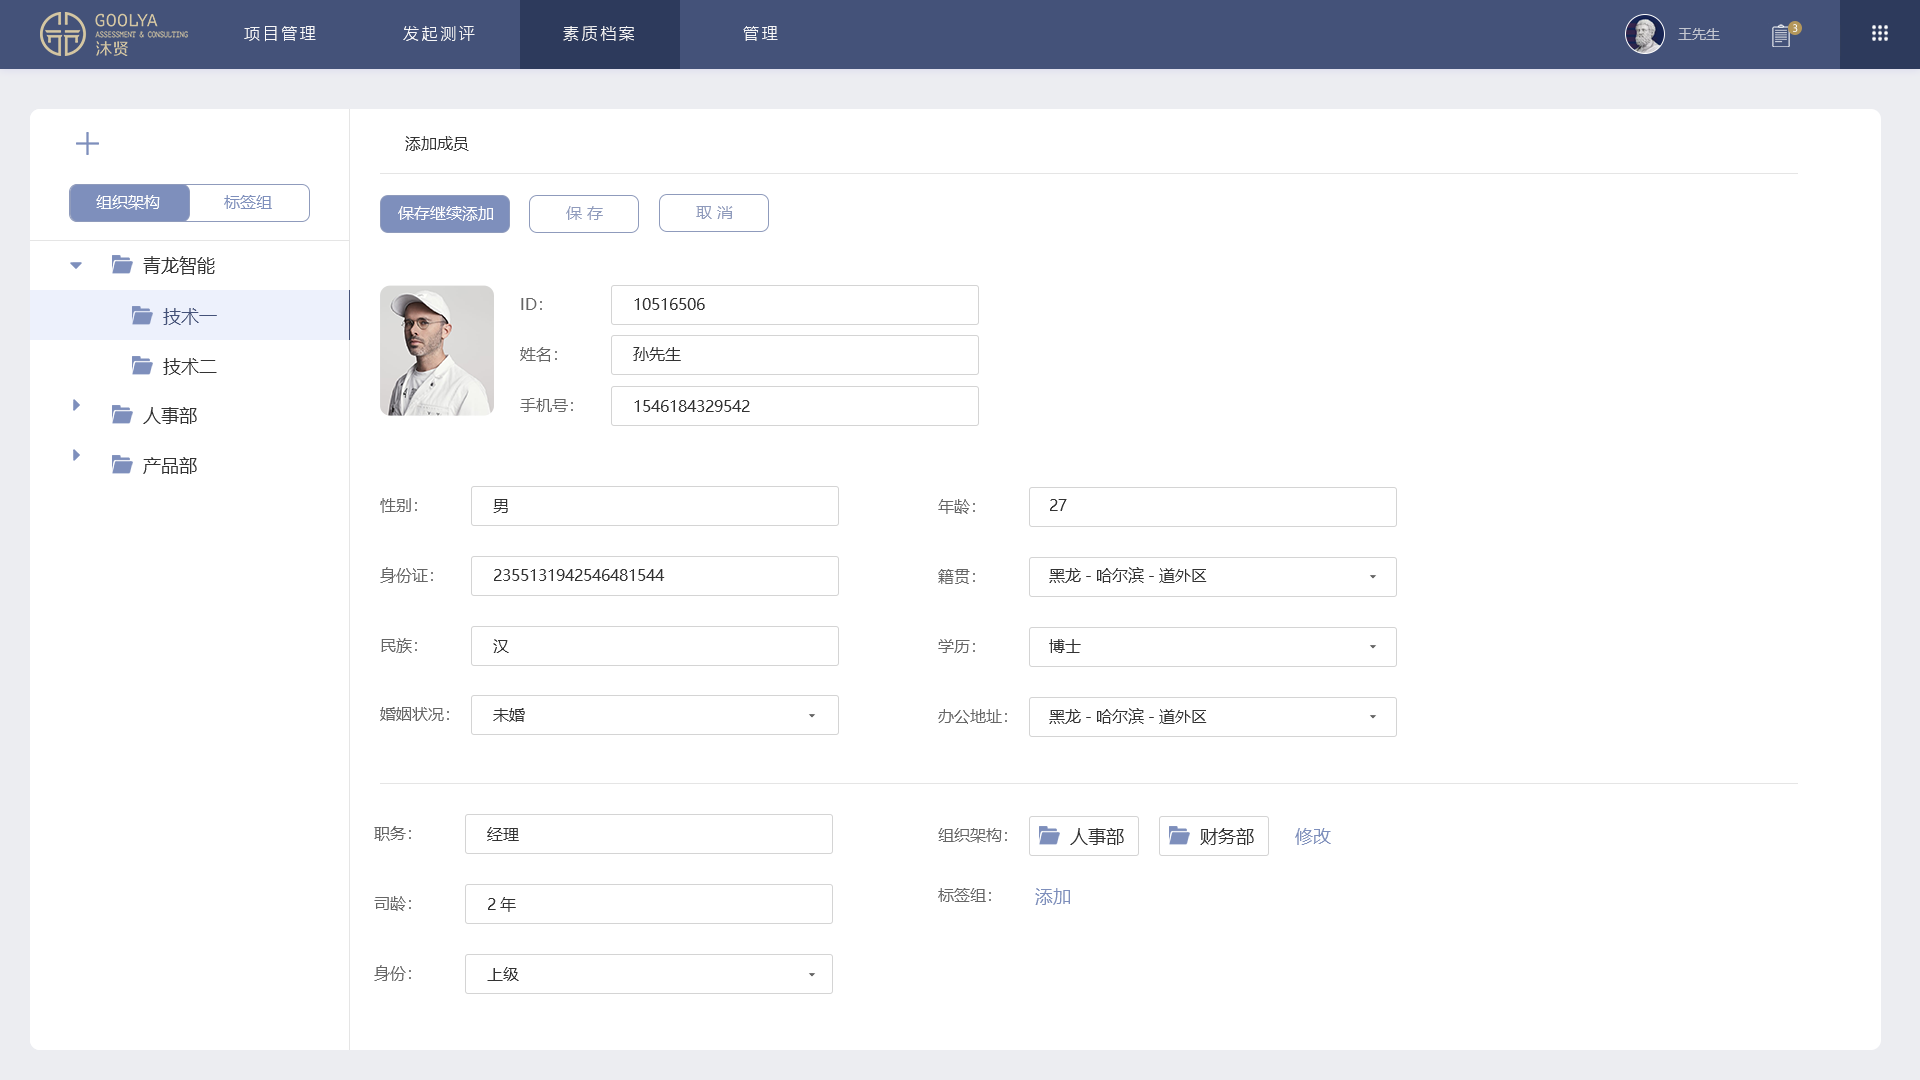 GOOLYA
ASSESSMENT & CONSULTING
沐贤
项目管理
发起测评
素质档案
管理
王先生
3
添加成员
组织架构
标签组
保存继续添加
保 存
取 消
青龙智能
技术一
技术二
人事部
产品部
ID：
10516506
姓名：
孙先生
手机号：
1546184329542
性别：
男
年龄：
27
身份证：
2355131942546481544
籍贯：
黑龙 - 哈尔滨 - 道外区
民族：
汉
学历：
博士
婚姻状况：
未婚
办公地址：
黑龙 - 哈尔滨 - 道外区
职务：
经理
组织架构：
人事部
财务部
修改
司龄：
2 年
标签组：
添加
身份：
上级